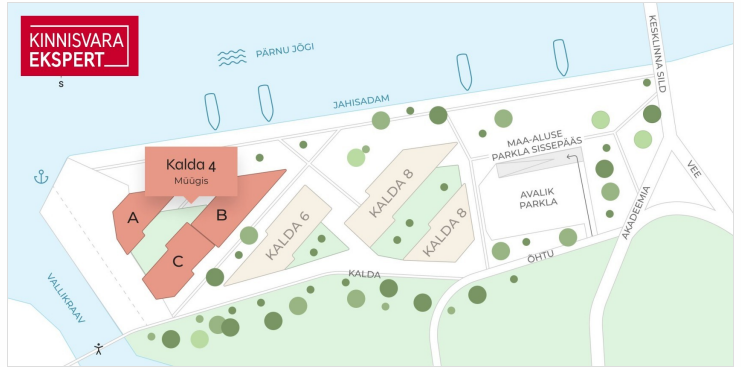 KINNISVARA
EKSPERT
S
PÄRNU JÕGI
JAHISADAM
KESKLINNA SILD
MAA-ALUSE
PARKLA SISSEPÄÄS
VEE
Kalda 4
Müügis
KALDA 8
AVALIK
PARKLA
A
B
KALDA 6
KALDA 8
AKADEEMIA
C
ÕHTU
KALDA
VALLIKRAAV